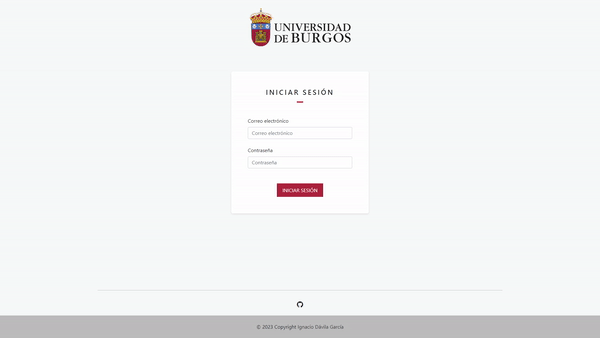 UNIVERSIDAD
DE BURGOS
INICIAR SESIÓN
Correo electrónico
Correo electrónico
Contraseña
Contraseña
INICIAR SESIÓN
© 2023 Copyright Ignacio Dávila García